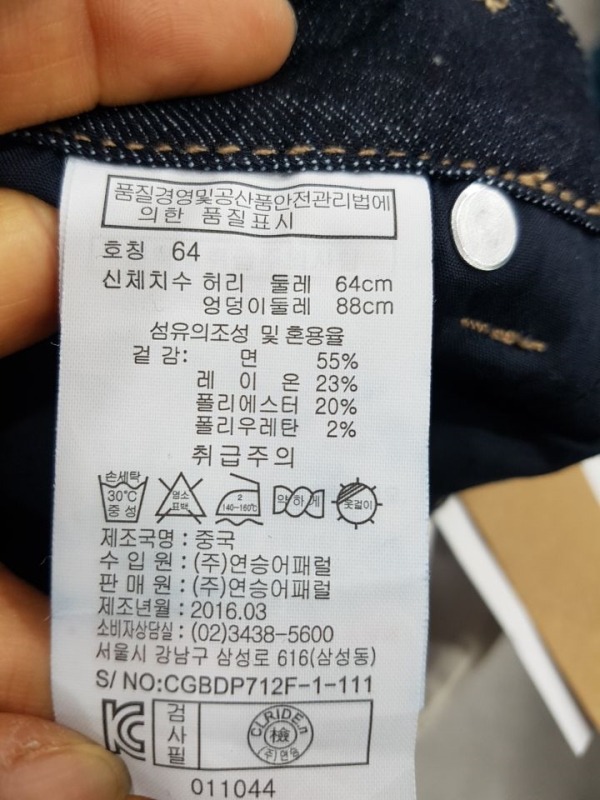 품질경영및공산품안전관리법에
의한 품질표시
호칭 64
신체치수 허리 둘레 64cm
엉덩이둘레 88cm
섬유의조성 및 혼용율
겉 감: 면 55%
레 이 온 23%
폴리에스터 20%
폴리우레탄 2%
취급주의
손세탁 30℃ 중성
염소 표백
2 140-160℃
약하게
옷걸이
제조국명 : 중국
수 입 원 : (주)연승어패럴
판 매 원 : (주)연승어패럴
제조년월 : 2016.03
소비자상담실 : (02)3438-5600
서울시 강남구 삼성로 616(삼성동)
S/ NO:CGBDP712F-1-111
검사필
CLRIDE.n
檢
(주)연승
011044